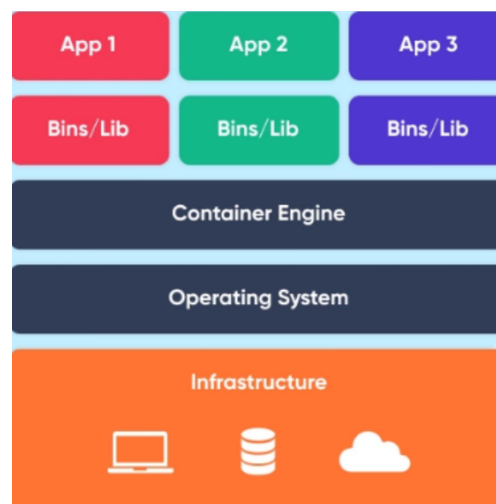 App 1 App 2 App 3
Bins/Lib Bins/Lib Bins/Lib
Container Engine
Operating System
Infrastructure